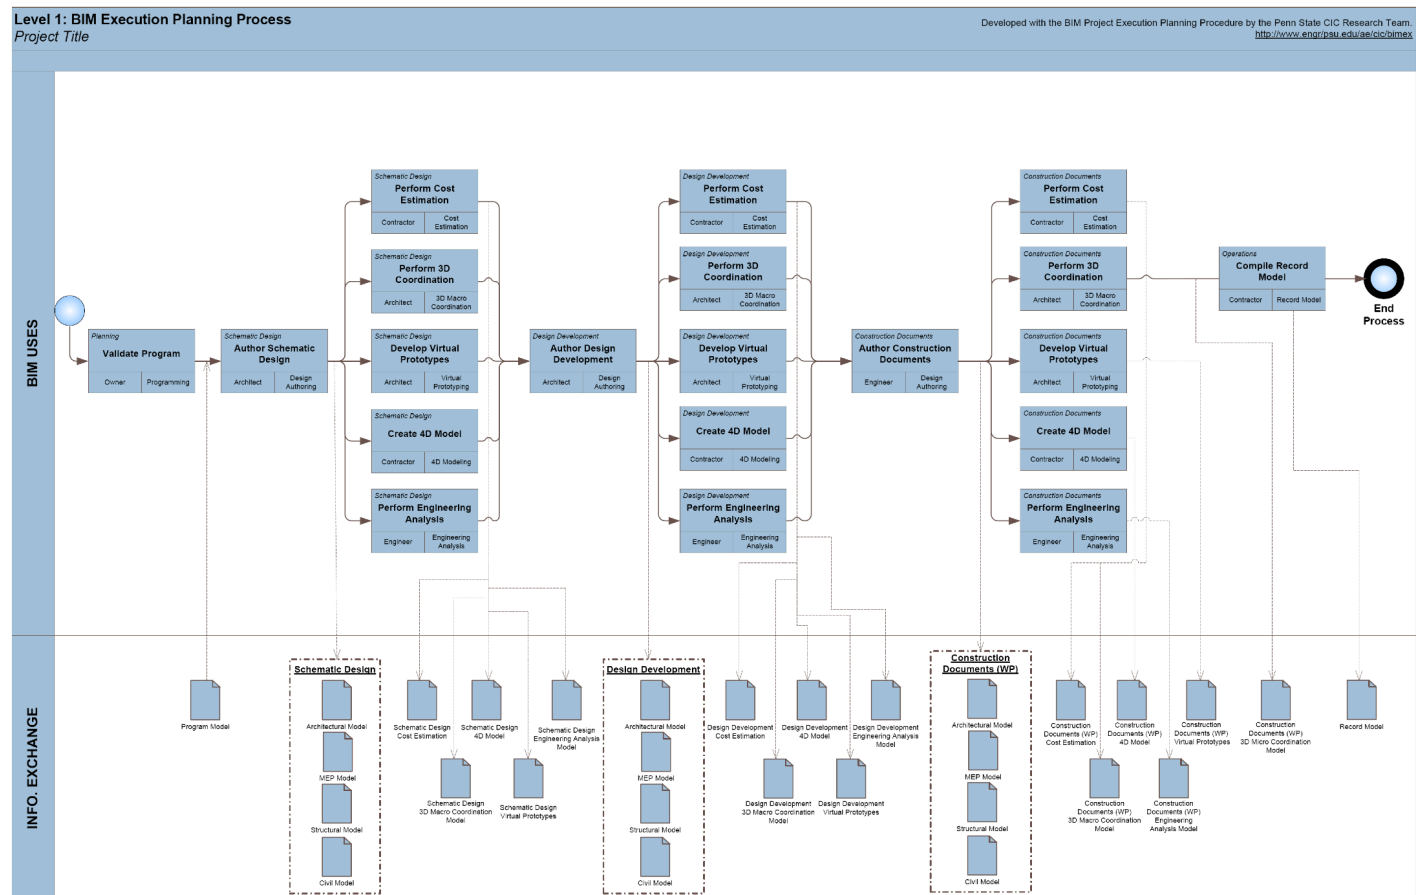 Level 1: BIM Execution Planning Process
Project Title
Developed with the BIM Project Execution Planning Procedure by the Penn State CIC Research Team.
http://www.engr/psu.edu/ae/cic/bimex
BIM USES
Planning
Validate Program
Owner
Programming
Schematic Design
Author Schematic
Design
Architect
Design
Authoring
Schematic Design
Perform Cost
Estimation
Contractor
Cost
Estimation
Schematic Design
Perform 3D
Coordination
Architect
3D Macro
Coordination
Schematic Design
Develop Virtual
Prototypes
Architect
Virtual
Prototyping
Schematic Design
Create 4D Model
Contractor
4D Modeling
Schematic Design
Perform Engineering
Analysis
Engineer
Engineering
Analysis
Design Development
Author Design
Development
Architect
Design
Authoring
Design Development
Perform Cost
Estimation
Contractor
Cost
Estimation
Design Development
Perform 3D
Coordination
Architect
3D Macro
Coordination
Design Development
Develop Virtual
Prototypes
Architect
Virtual
Prototyping
Design Development
Create 4D Model
Contractor
4D Modeling
Design Development
Perform Engineering
Analysis
Engineer
Engineering
Analysis
Construction Documents
Author Construction
Documents
Engineer
Design
Authoring
Construction Documents
Perform Cost
Estimation
Contractor
Cost
Estimation
Construction Documents
Perform 3D
Coordination
Architect
3D Macro
Coordination
Construction Documents
Develop Virtual
Prototypes
Architect
Virtual
Prototyping
Construction Documents
Create 4D Model
Contractor
4D Modeling
Construction Documents
Perform Engineering
Analysis
Engineer
Engineering
Analysis
Operations
Compile Record
Model
Contractor
Record Model
End
Process
INFO. EXCHANGE
Program Model
Schematic Design
Architectural Model
MEP Model
Structural Model
Civil Model
Schematic Design
Cost Estimation
Schematic Design
4D Model
Schematic Design
Engineering Analysis
Model
Schematic Design
3D Macro Coordination
Model
Schematic Design
Virtual Prototypes
Design Development
Architectural Model
MEP Model
Structural Model
Civil Model
Design Development
Cost Estimation
Design Development
4D Model
Design Development
Engineering Analysis
Model
Design Development
3D Macro Coordination
Model
Design Development
Virtual Prototypes
Construction
Documents (WP)
Architectural Model
MEP Model
Structural Model
Civil Model
Construction
Documents (WP)
Cost Estimation
Construction
Documents (WP)
4D Model
Construction
Documents (WP)
Virtual Prototypes
Construction
Documents (WP)
3D Micro Coordination
Model
Record Model
Construction
Documents (WP)
3D Macro Coordination
Model
Construction
Documents (WP)
Engineering
Analysis Model